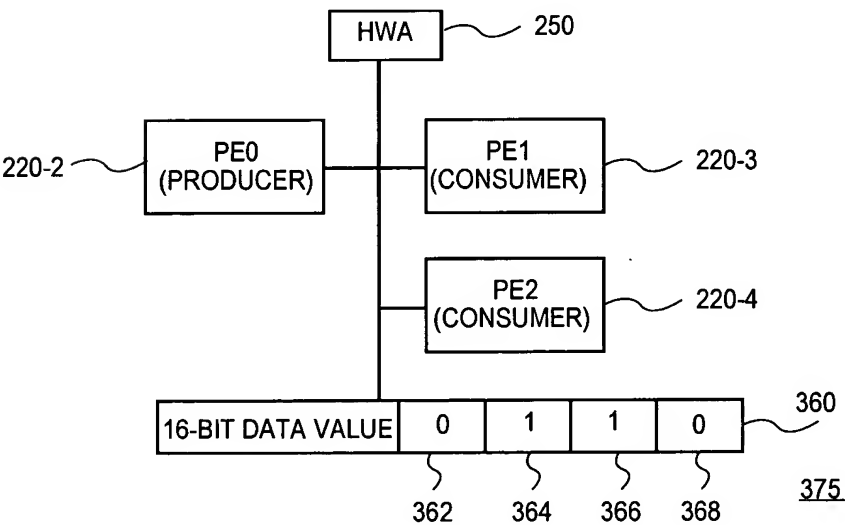 HWA 250
220-2 PE0 (PRODUCER)
PE1 (CONSUMER) 220-3
PE2 (CONSUMER) 220-4
16-BIT DATA VALUE 0 1 1 0 360
362 364 366 368 375